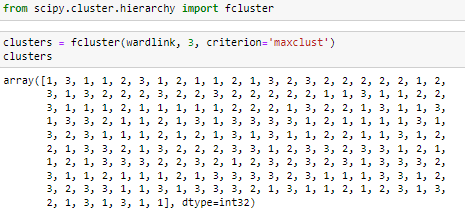 from scipy.cluster.hierarchy import fcluster
clusters = fcluster(wardlink, 3, criterion='maxclust')
clusters
array([1, 3, 1, 1, 2, 3, 1, 2, 1, 1, 2, 1, 3, 2, 3, 2, 2, 2, 2, 2, 1, 2,
3, 1, 3, 2, 2, 2, 3, 2, 2, 3, 2, 2, 2, 2, 1, 1, 3, 1, 1, 2, 2,
3, 1, 1, 1, 2, 1, 1, 1, 1, 1, 2, 2, 2, 1, 3, 2, 2, 1, 3, 1, 1, 3,
1, 3, 3, 2, 1, 1, 3, 1, 3, 3, 3, 3, 1, 2, 1, 1, 1, 1, 1, 3, 1,
3, 2, 3, 1, 1, 1, 2, 1, 2, 1, 3, 1, 3, 1, 1, 2, 2, 1, 1, 3, 1, 2,
2, 1, 3, 3, 2, 1, 3, 2, 2, 2, 2, 3, 3, 1, 2, 3, 3, 2, 3, 3, 1, 2, 1,
1, 2, 1, 3, 3, 3, 2, 2, 3, 2, 1, 2, 3, 2, 3, 2, 3, 1, 3, 3, 3, 2,
3, 1, 1, 2, 1, 1, 1, 2, 1, 3, 3, 3, 3, 2, 3, 1, 2, 3, 3, 1, 1, 2,
3, 2, 3, 3, 1, 1, 3, 1, 3, 3, 3, 2, 1, 3, 1, 1, 2, 1, 2, 3, 1, 3,
2, 1, 3, 1, 3, 1, 1], dtype=int32)